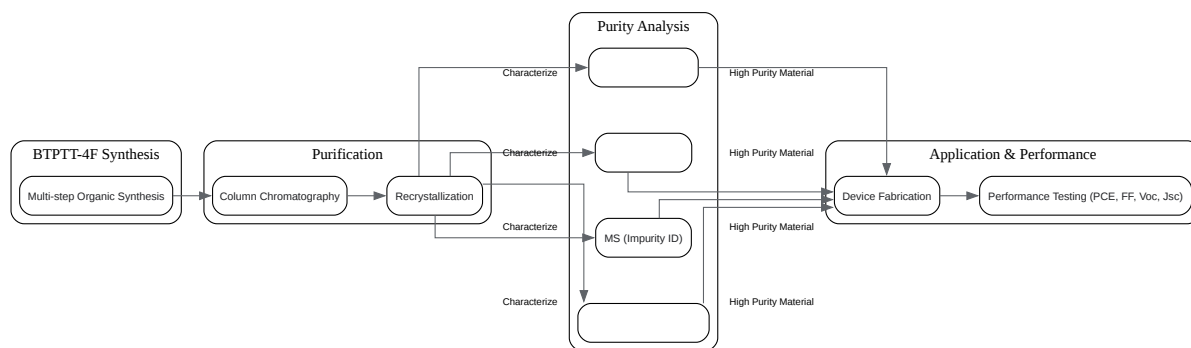 Purity Analysis
Characterize
High Purity Material
BTPTT-4F Synthesis
Purification
Characterize
High Purity Material
Application & Performance
Multi-step Organic Synthesis
Column Chromatography
Recrystallization
Device Fabrication
Performance Testing (PCE, FF, Voc, Jsc)
Characterize
MS (Impurity ID)
High Purity Material
Characterize
High Purity Material